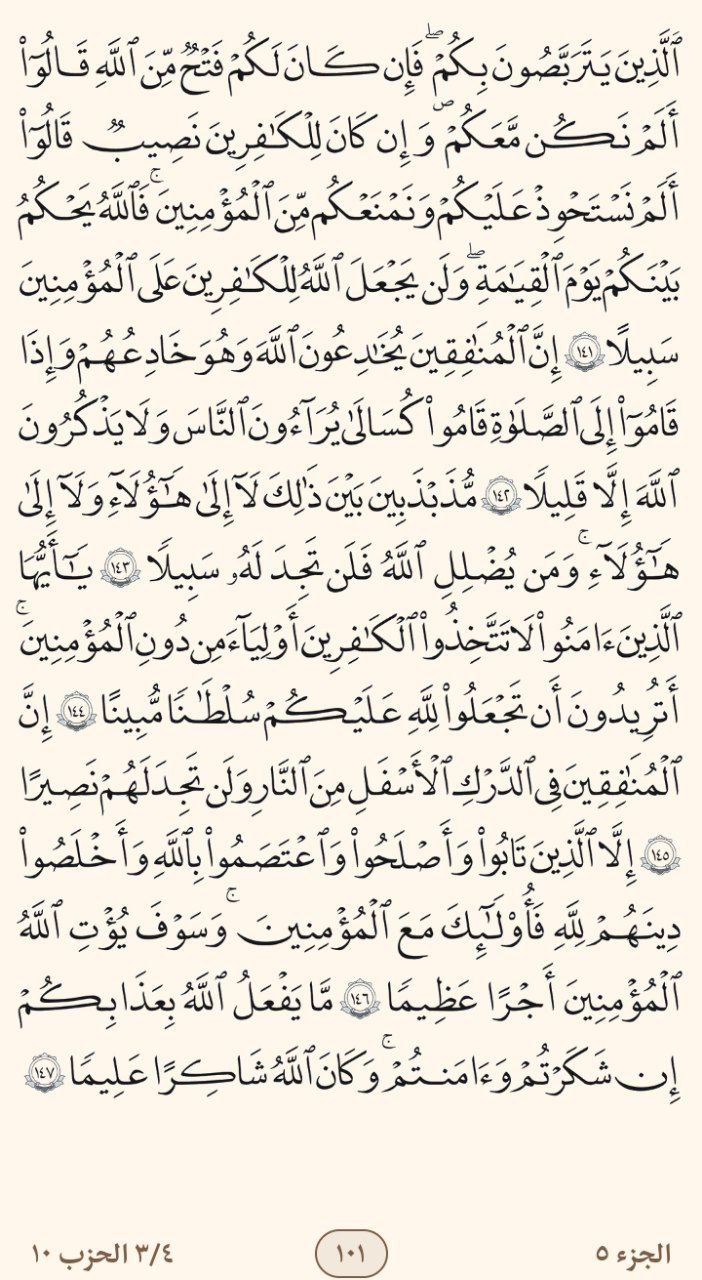 ٱلَّذِينَ يَتَرَبَّصُونَ بِكُمۡ ۖ فَإِن كَانَ لَكُمۡ فَتۡحٞ مِّنَ ٱللَّهِ قَالُوٓاْ
أَلَمۡ نَكُن مَّعَكُمۡ ۖ وَإِن كَانَ لِلۡكَٰفِرِينَ نَصِيبٞ قَالُوٓاْ
أَلَمۡ نَسۡتَحۡوِذۡ عَلَيۡكُمۡ وَنَمۡنَعۡكُم مِّنَ ٱلۡمُؤۡمِنِينَ ۚ فَٱللَّهُ يَحۡكُمُ
بَيۡنَكُمۡ يَوۡمَ ٱلۡقِيَٰمَةِ ۗ وَلَن يَجۡعَلَ ٱللَّهُ لِلۡكَٰفِرِينَ عَلَى ٱلۡمُؤۡمِنِينَ
سَبِيلًا ١٤١ إِنَّ ٱلۡمُنَٰفِقِينَ يُخَٰدِعُونَ ٱللَّهَ وَهُوَ خَٰدِعُهُمۡ وَإِذَا
قَامُوٓاْ إِلَى ٱلصَّلَوٰةِ قَامُواْ كُسَالَىٰ يُرَآءُونَ ٱلنَّاسَ وَلَا يَذۡكُرُونَ
ٱللَّهَ إِلَّا قَلِيلٗا ١٤٢ مُّذَبۡذَبِينَ بَيۡنَ ذَٰلِكَ لَآ إِلَىٰ هَٰٓؤُلَآءِ وَلَآ إِلَىٰ
هَٰٓؤُلَآءِ ۚ وَمَن يُضۡلِلِ ٱللَّهُ فَلَن تَجِدَ لَهُۥ سَبِيلٗا ١٤٣ يَٰٓأَيُّهَا
ٱلَّذِينَ ءَامَنُواْ لَا تَتَّخِذُواْ ٱلۡكَٰفِرِينَ أَوۡلِيَآءَ مِن دُونِ ٱلۡمُؤۡمِنِينَ ۚ
أَتُرِيدُونَ أَن تَجۡعَلُواْ لِلَّهِ عَلَيۡكُمۡ سُلۡطَٰنٗا مُّبِينًا ١٤٤ إِنَّ
ٱلۡمُنَٰفِقِينَ فِي ٱلدَّرۡكِ ٱلۡأَسۡفَلِ مِنَ ٱلنَّارِ وَلَن تَجِدَ لَهُمۡ نَصِيرًا
١٤٥ إِلَّا ٱلَّذِينَ تَابُواْ وَأَصۡلَحُواْ وَٱعۡتَصَمُواْ بِٱللَّهِ وَأَخۡلَصُواْ
دِينَهُمۡ لِلَّهِ فَأُوْلَٰٓئِكَ مَعَ ٱلۡمُؤۡمِنِينَ ۚ وَسَوۡفَ يُؤۡتِ ٱللَّهُ
ٱلۡمُؤۡمِنِينَ أَجۡرًا عَظِيمٗا ١٤٦ مَّا يَفۡعَلُ ٱللَّهُ بِعَذَابِكُمۡ
إِن شَكَرۡتُمۡ وَءَامَنتُمۡ ۚ وَكَانَ ٱللَّهُ شَاكِرًا عَلِيمٗا ١٤٧
الجزء ٥ ١٠١ ٣/٤ الحزب ١٠